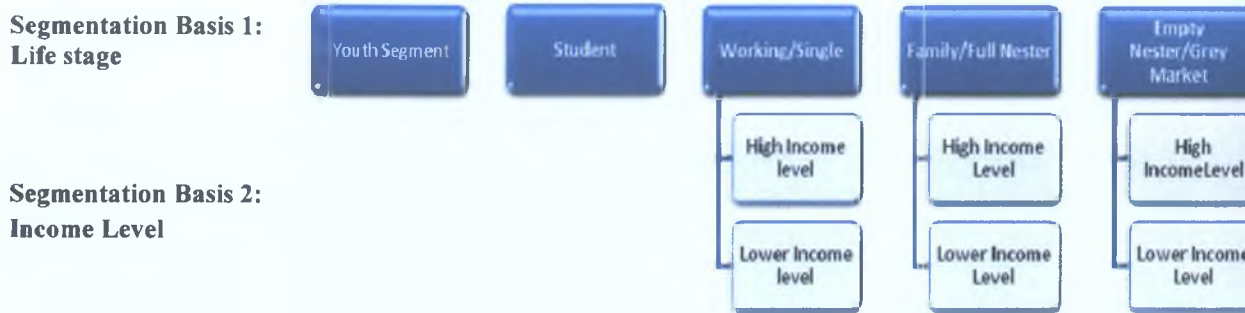 Segmentation Basis 1:
Life stage
Youth Segment
Student
Working/Single
Family/Full Nester
Empty
Nester/Grey
Market
High Income
level
High Income
Level
High
IncomeLevel
Segmentation Basis 2:
Income Level
Lower Income
level
Lower Income
Level
Lower Income
Level